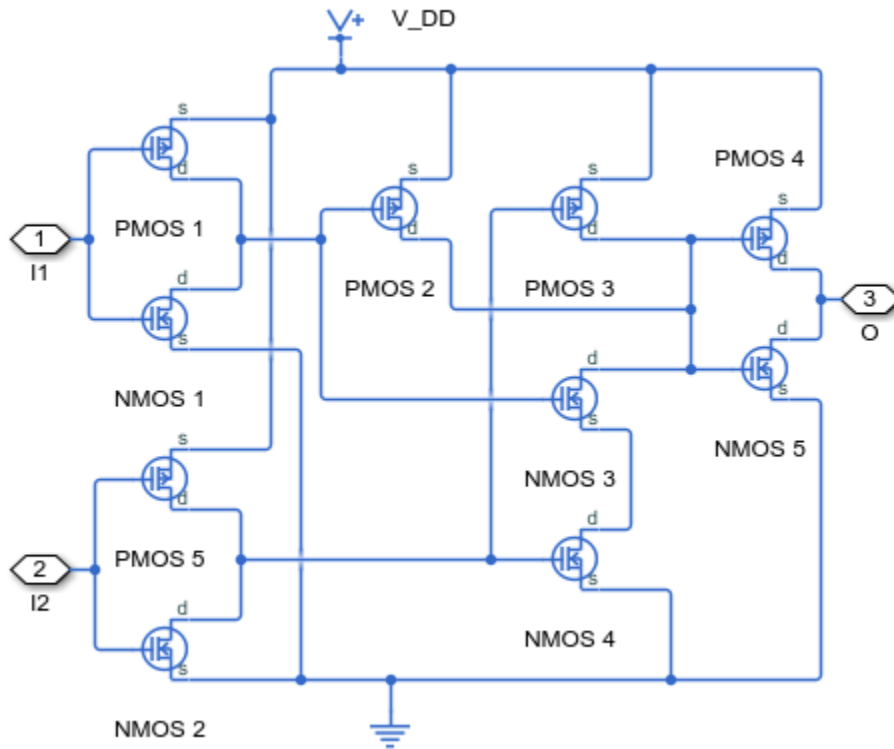 V+ V_DD
s
d
PMOS 1
1
I1
d
s
NMOS 1
s
d
PMOS 2
s
d
PMOS 3
PMOS 4
s
d
3
O
d
s
NMOS 5
d
s
NMOS 3
s
d
PMOS 5
2
I2
d
s
NMOS 2
d
s
NMOS 4